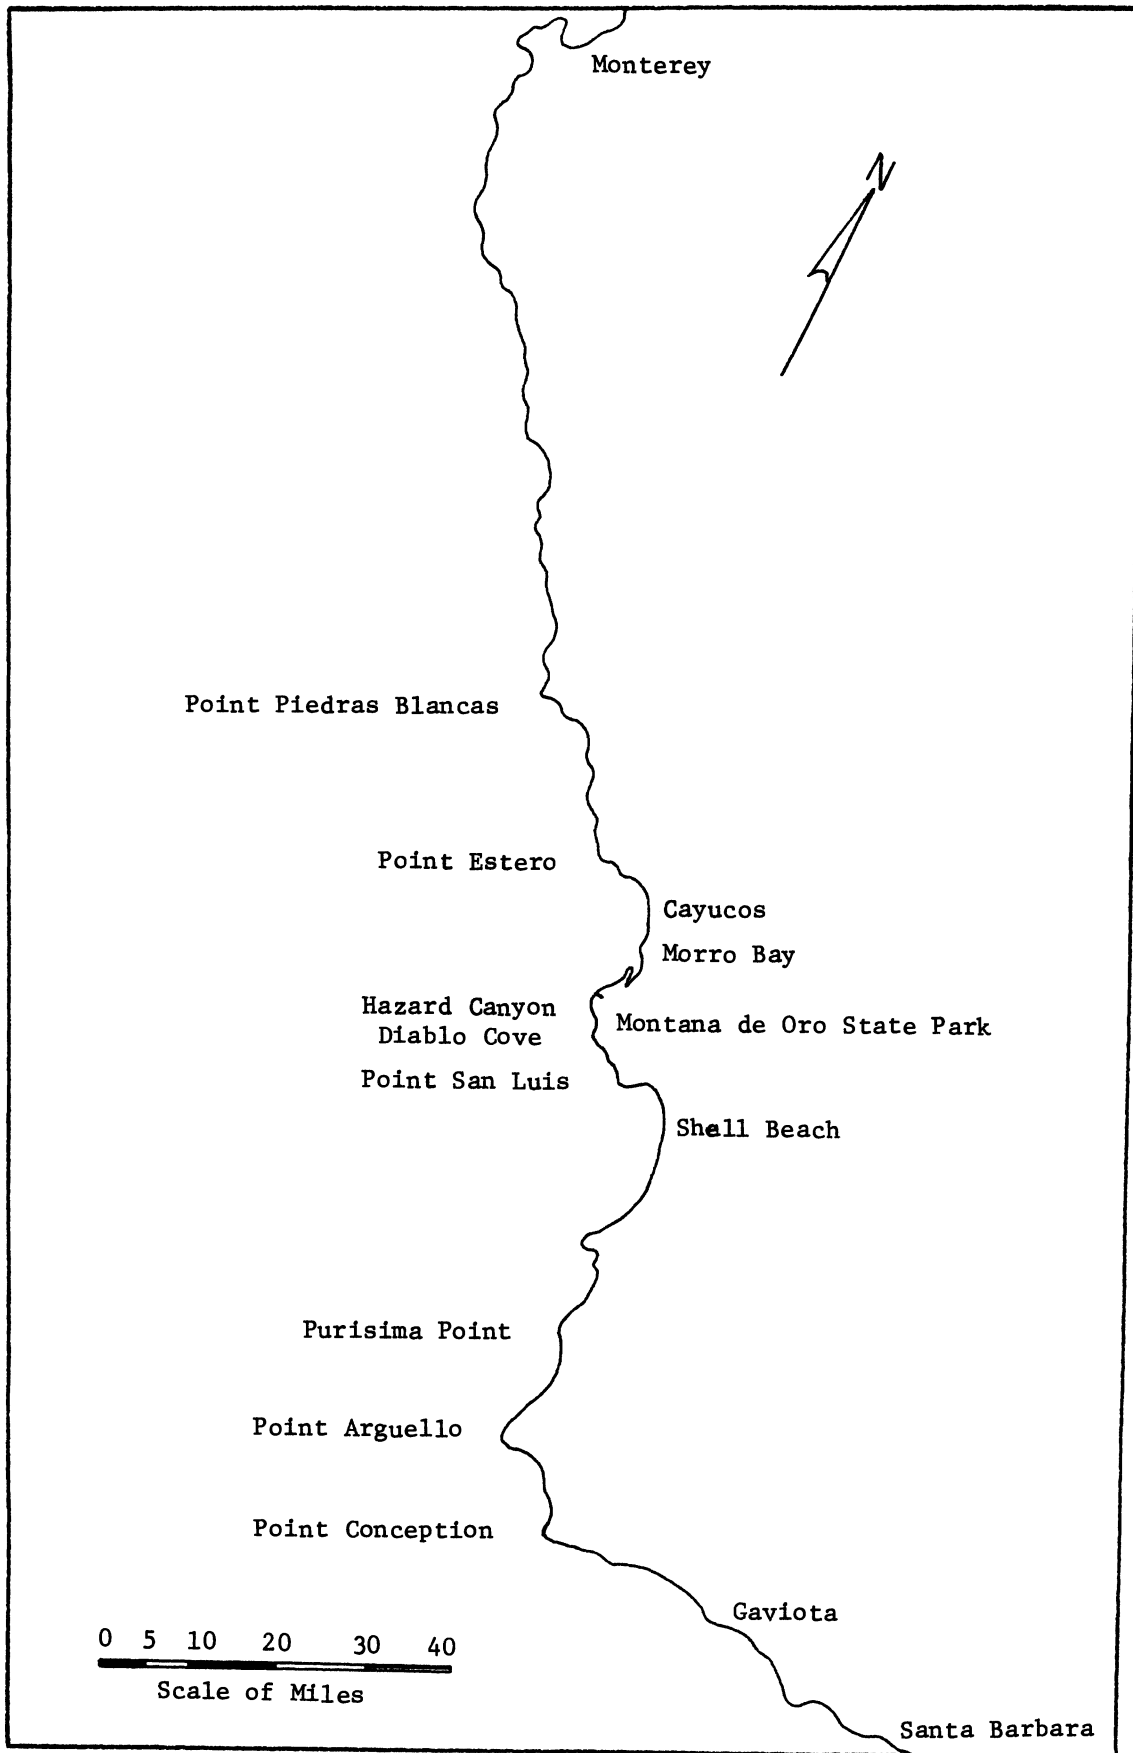 Monterey
N
Point Piedras Blancas
Point Estero
Cayucos
Morro Bay
Hazard Canyon
Diablo Cove
Montana de Oro State Park
Point San Luis
Shell Beach
Purisima Point
Point Arguello
Point Conception
Gaviota
0 5 10 20 30 40
Scale of Miles
Santa Barbara